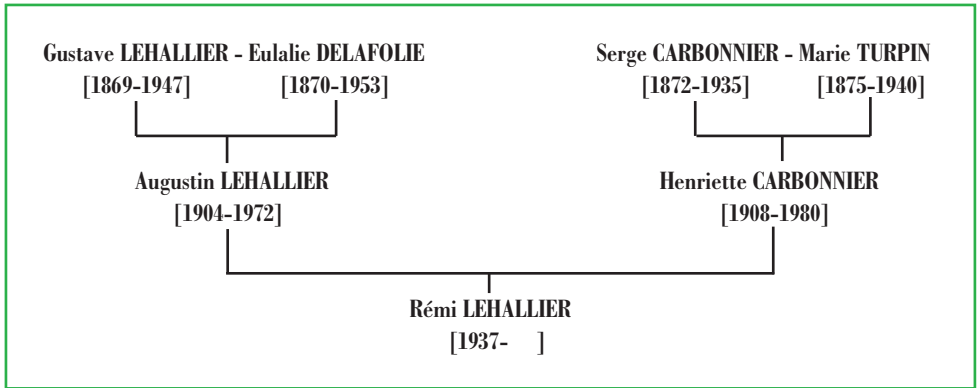 Gustave LEHALLIER - Eulalie DELAFOLIE
[1869-1947] [1870-1953]
Serge CARBONNIER - Marie TURPIN
[1872-1935] [1875-1940]
Augustin LEHALLIER
[1904-1972]
Henriette CARBONNIER
[1908-1980]
Rémi LEHALLIER
[1937- ]